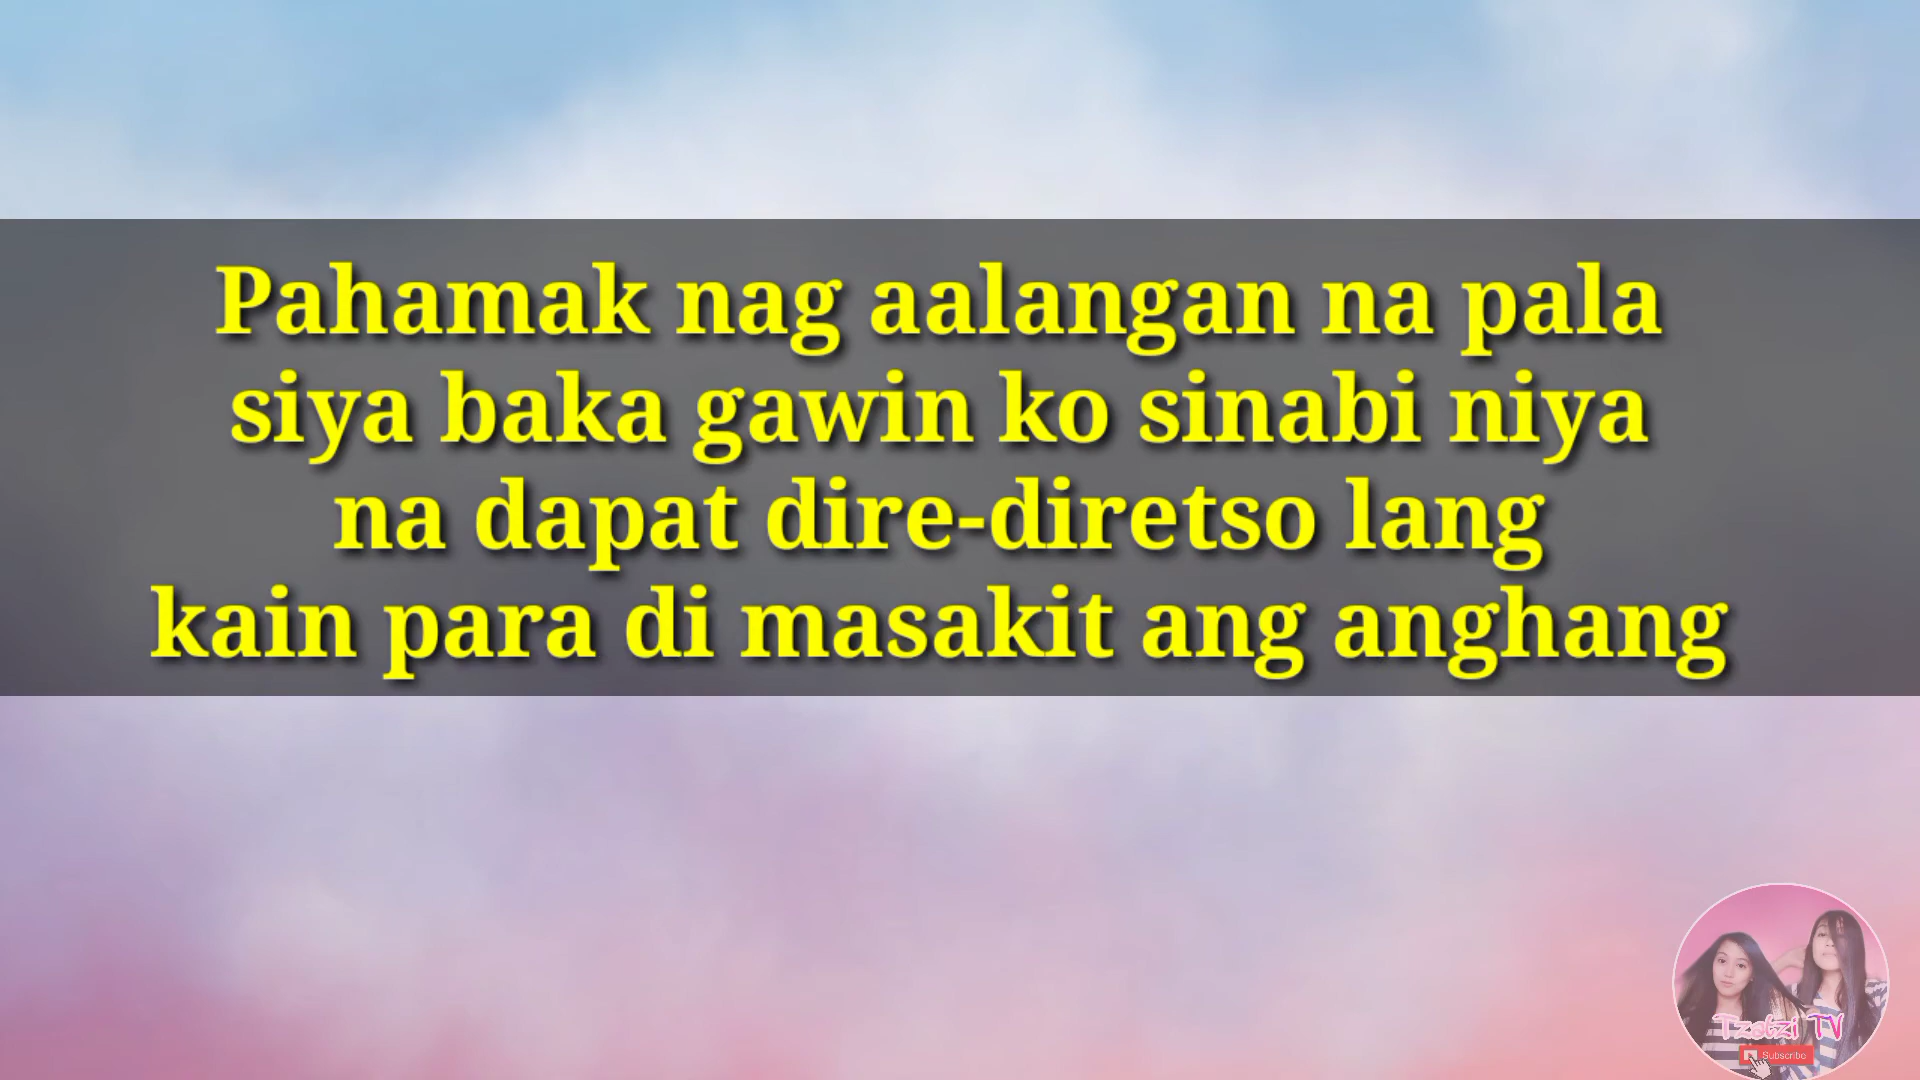 Pahamak nag aalangan na pala
siya baka gawin ko sinabi niya
na dapat dire-diretso lang
kain para di masakit ang anghang
Tzatzi TV
Subscribe